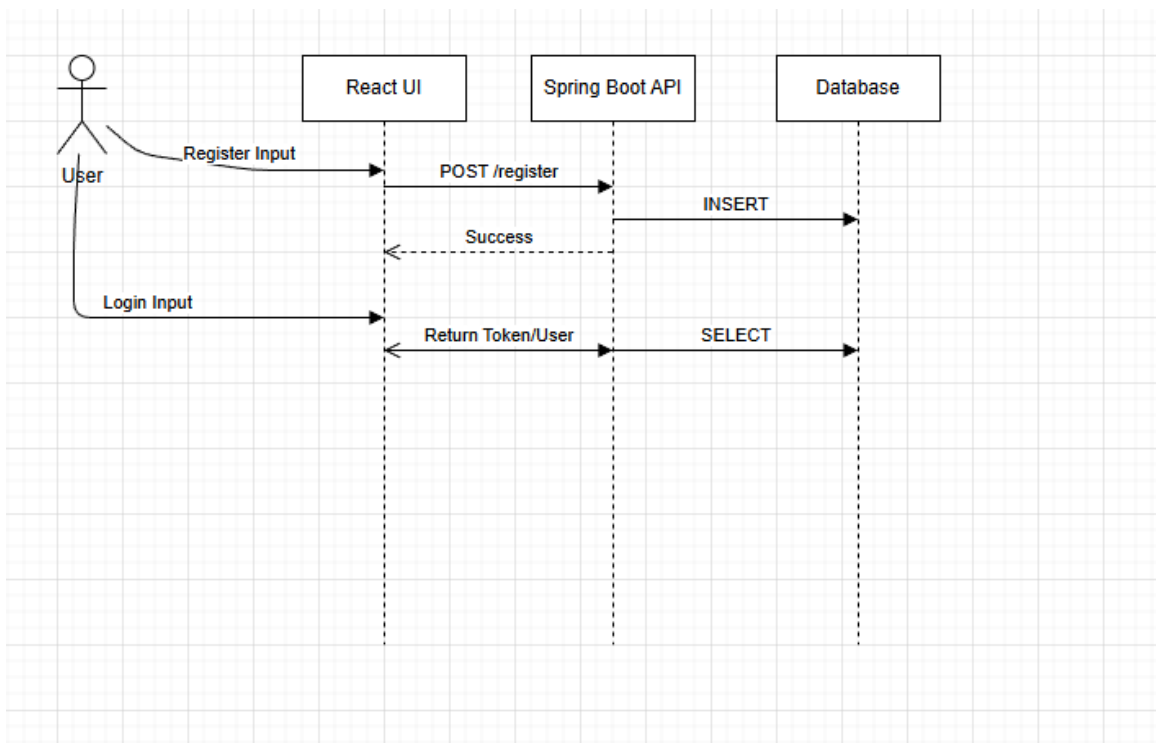 React UI
Spring Boot API
Database
Register Input
User
POST /register
INSERT
Success
Login Input
Return Token/User
SELECT